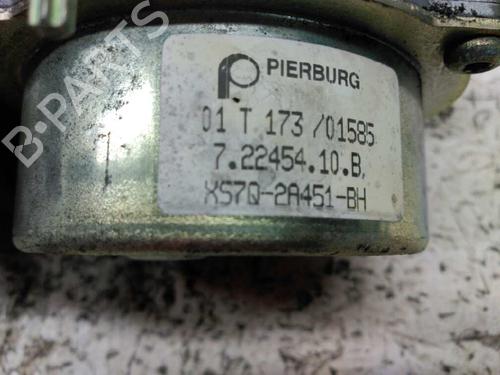 PIERBURG
01 T 173 /01585
7.22454.10.B.
XS7Q-2A451-BH
B-PARTS